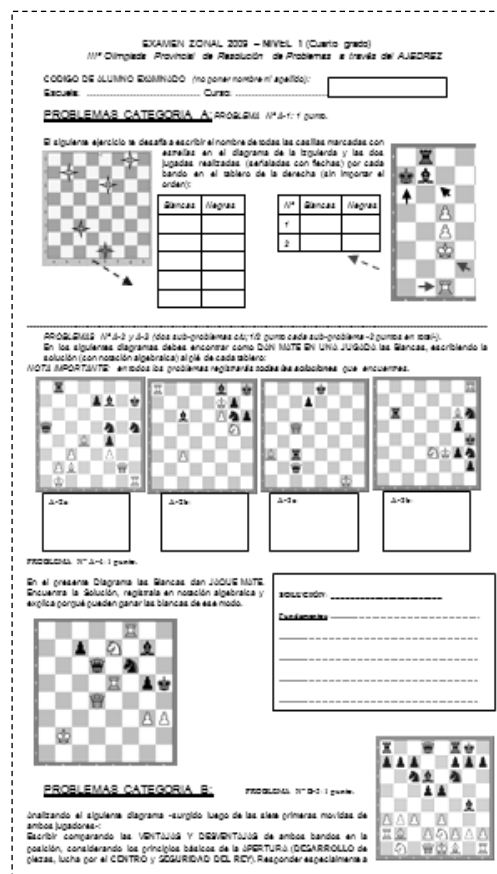 EXAMEN ZONAL 2009 – NIVEL 1 (Cuarto grado)
IIIª Olimpiada Provincial de Resolución de Problemas a través del AJEDREZ
CODIGO DE ALUMNO EXAMINADO (no poner nombre ni apellido):
Escuela: Curso:
PROBLEMAS CATEGORIA A: PROBLEMA Nº A-1: 1 punto.
El siguiente ejercicio te desafía a escribir el nombre de todas las casillas marcadas con
estrellas en el diagrama de la izquierda y las dos
jugadas realizadas (señaladas con flechas) por cada
bando en el tablero de la derecha (sin importar el
orden):
Blancas Negras
Nº Blancas Negras
1
2
PROBLEMAS Nº A-2 y A-3 (dos sub-problemas c/u; 1/2 punto cada sub-problema -2 puntos en total-).
En los siguientes diagramas debes encontrar como DAN MATE EN UNA JUGADA las Blancas, escribiendo la
solución (con notación algebraica) al pié de cada tablero:
NOTA IMPORTANTE: en todos los problemas registrarás todas las soluciones que encuentres.
A-2a: A-2b: A-3a: A-3b:
PROBLEMA Nº A-4: 1 punto.
En el presente Diagrama las Blancas dan JAQUE MATE.
Encuentra la Solución, regístrala en notación algebraica y
explica porqué pueden ganar las blancas de ese modo.
SOLUCIÓN:
Fundamentos:
PROBLEMAS CATEGORIA B: PROBLEMA Nº B-2: 1 punto.
Analizando el siguiente diagrama -surgido luego de las siete primeras movidas de
ambos jugadores-:
Escribir comparando las VENTAJAS Y DESVENTAJAS de ambos bandos en la
posición, considerando los principios básicos de la APERTURA (DESARROLLO de
piezas, lucha por el CENTRO y SEGURIDAD DEL REY). Responder especialmente a